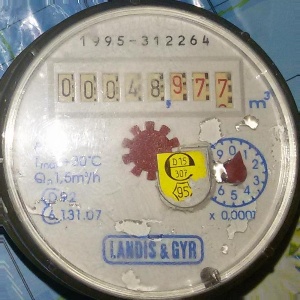 1995-312264
00048,977
m³
+30°C
Qn 1,5m³/h
92
6.131.07
D15
307
95
x 0,0001
LANDIS & GYR